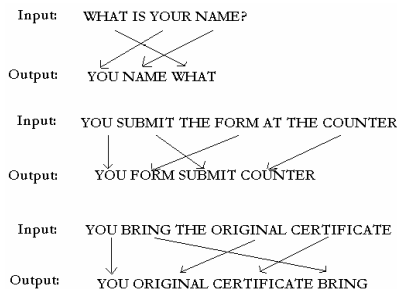 Input: WHAT IS YOUR NAME?
Output: YOU NAME WHAT
Input: YOU SUBMIT THE FORM AT THE COUNTER
Output: YOU FORM SUBMIT COUNTER
Input: YOU BRING THE ORIGINAL CERTIFICATE
Output: YOU ORIGINAL CERTIFICATE BRING